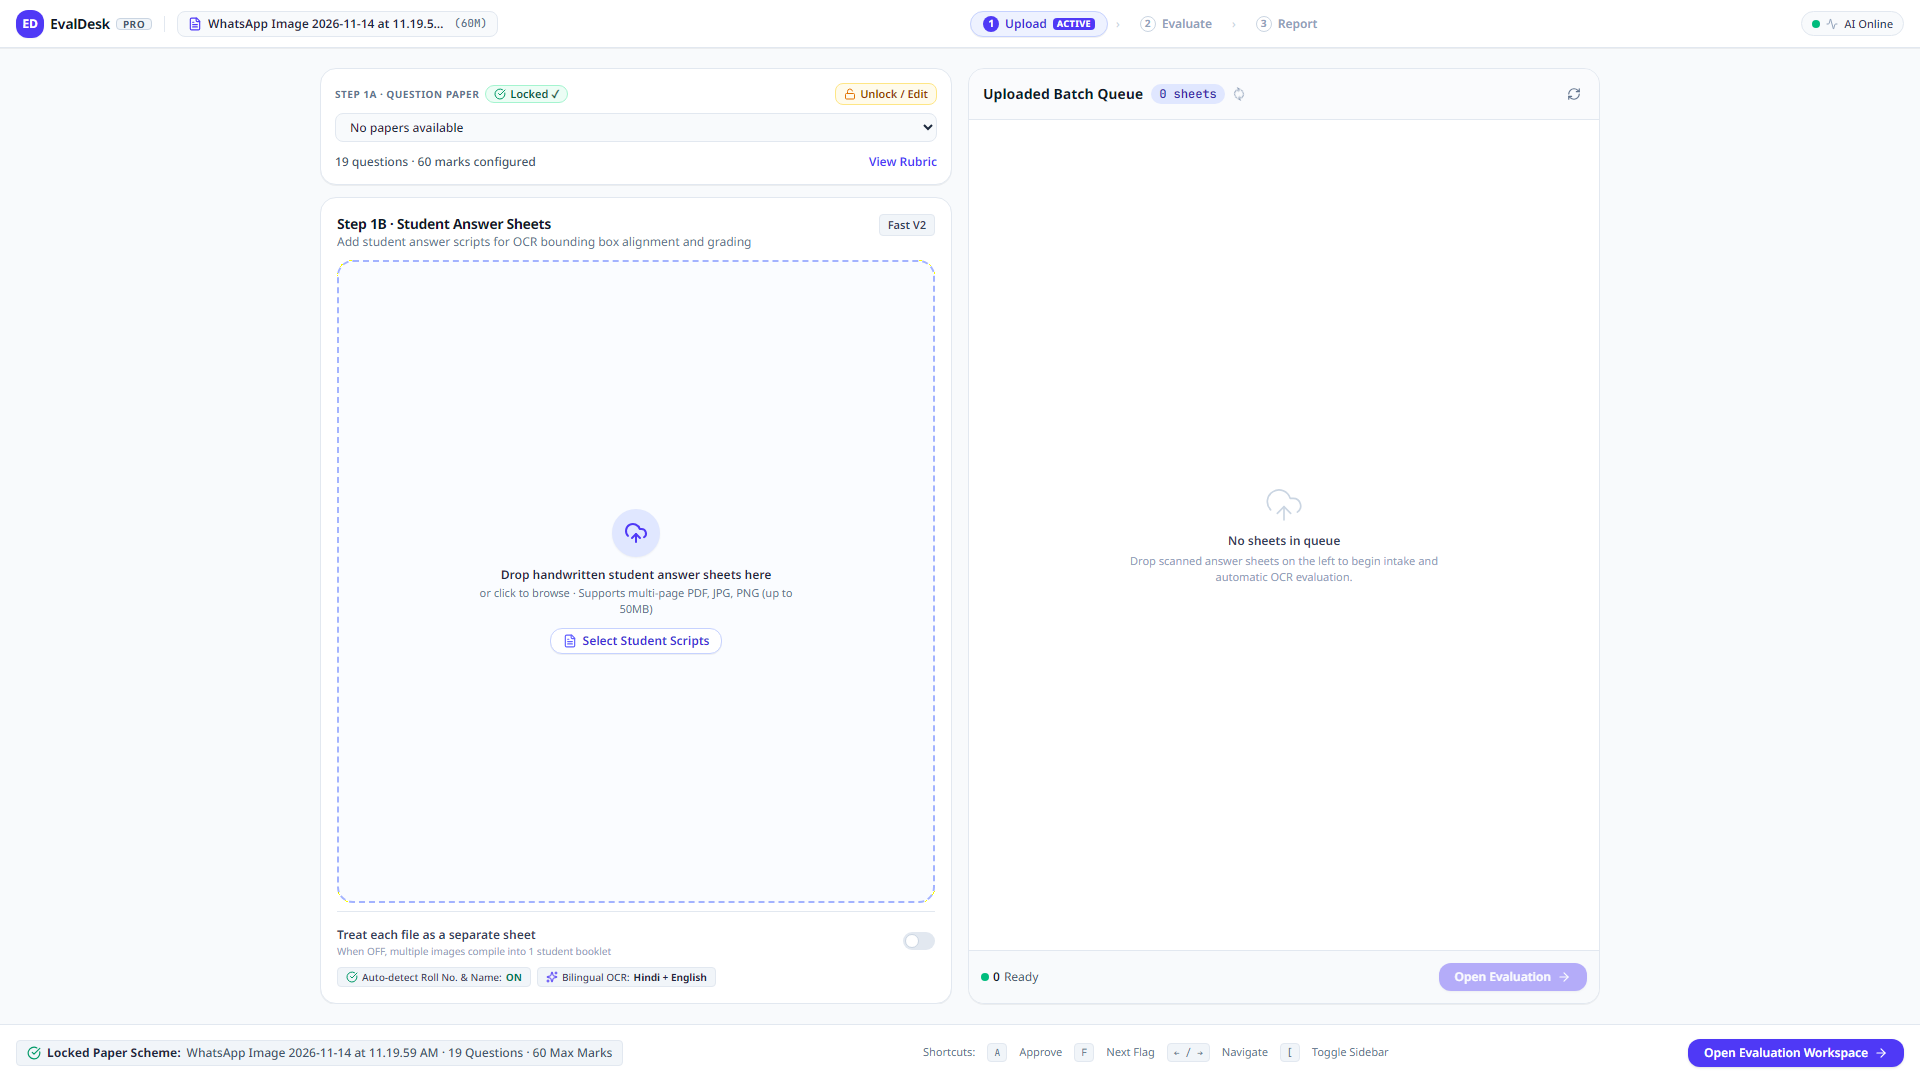 ED EvalDesk PRO
WhatsApp Image 2026-11-14 at 11.19.5... (60M)
1 Upload ACTIVE › 2 Evaluate › 3 Report
AI Online
STEP 1A · QUESTION PAPER Locked ✓ Unlock / Edit
No papers available
19 questions · 60 marks configured View Rubric
Step 1B · Student Answer Sheets Fast V2
Add student answer scripts for OCR bounding box alignment and grading
Drop handwritten student answer sheets here
or click to browse · Supports multi-page PDF, JPG, PNG (up to
50MB)
Select Student Scripts
Treat each file as a separate sheet
When OFF, multiple images compile into 1 student booklet
Auto-detect Roll No. & Name: ON Bilingual OCR: Hindi + English
Uploaded Batch Queue 0 sheets
No sheets in queue
Drop scanned answer sheets on the left to begin intake and
automatic OCR evaluation.
0 Ready Open Evaluation →
Locked Paper Scheme: WhatsApp Image 2026-11-14 at 11.19.59 AM · 19 Questions · 60 Max Marks
Shortcuts: A Approve F Next Flag ← / → Navigate [ Toggle Sidebar
Open Evaluation Workspace →